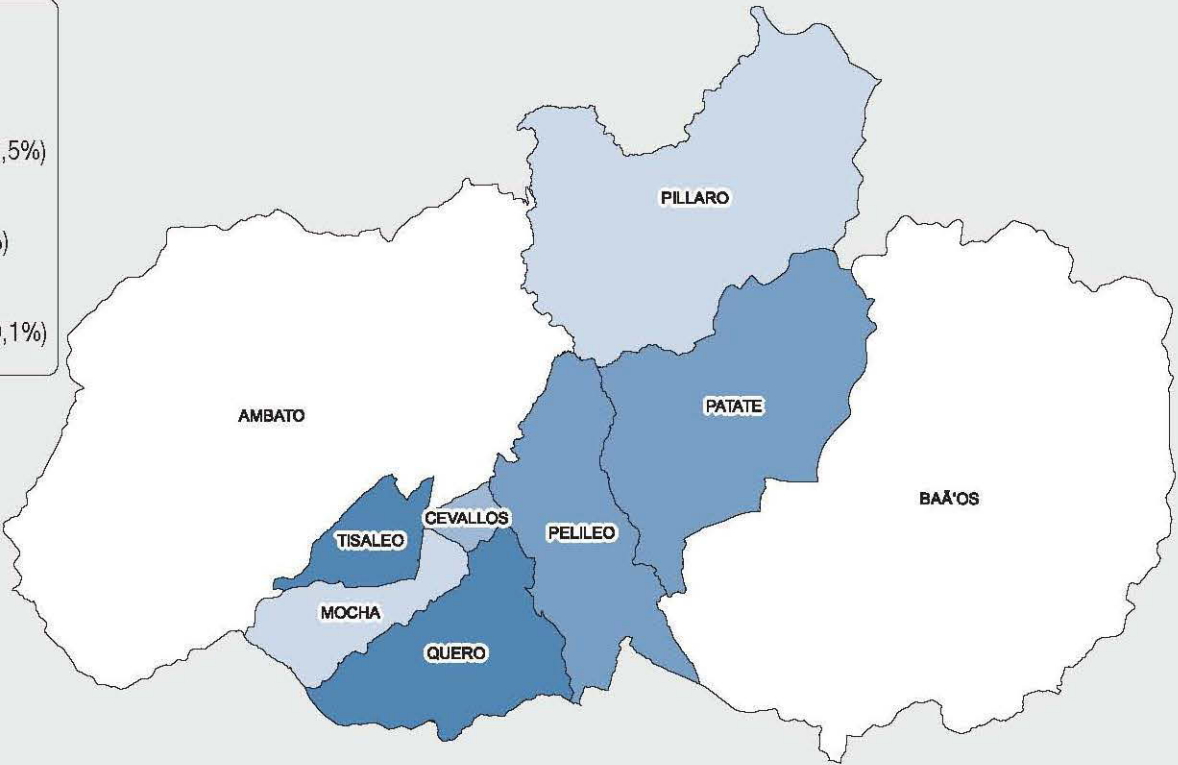 ,5%)
)
,1%)
PILLARO
AMBATO
PATATE
BAÃ'OS
CEVALLOS
TISALEO
PELILEO
MOCHA
QUERO